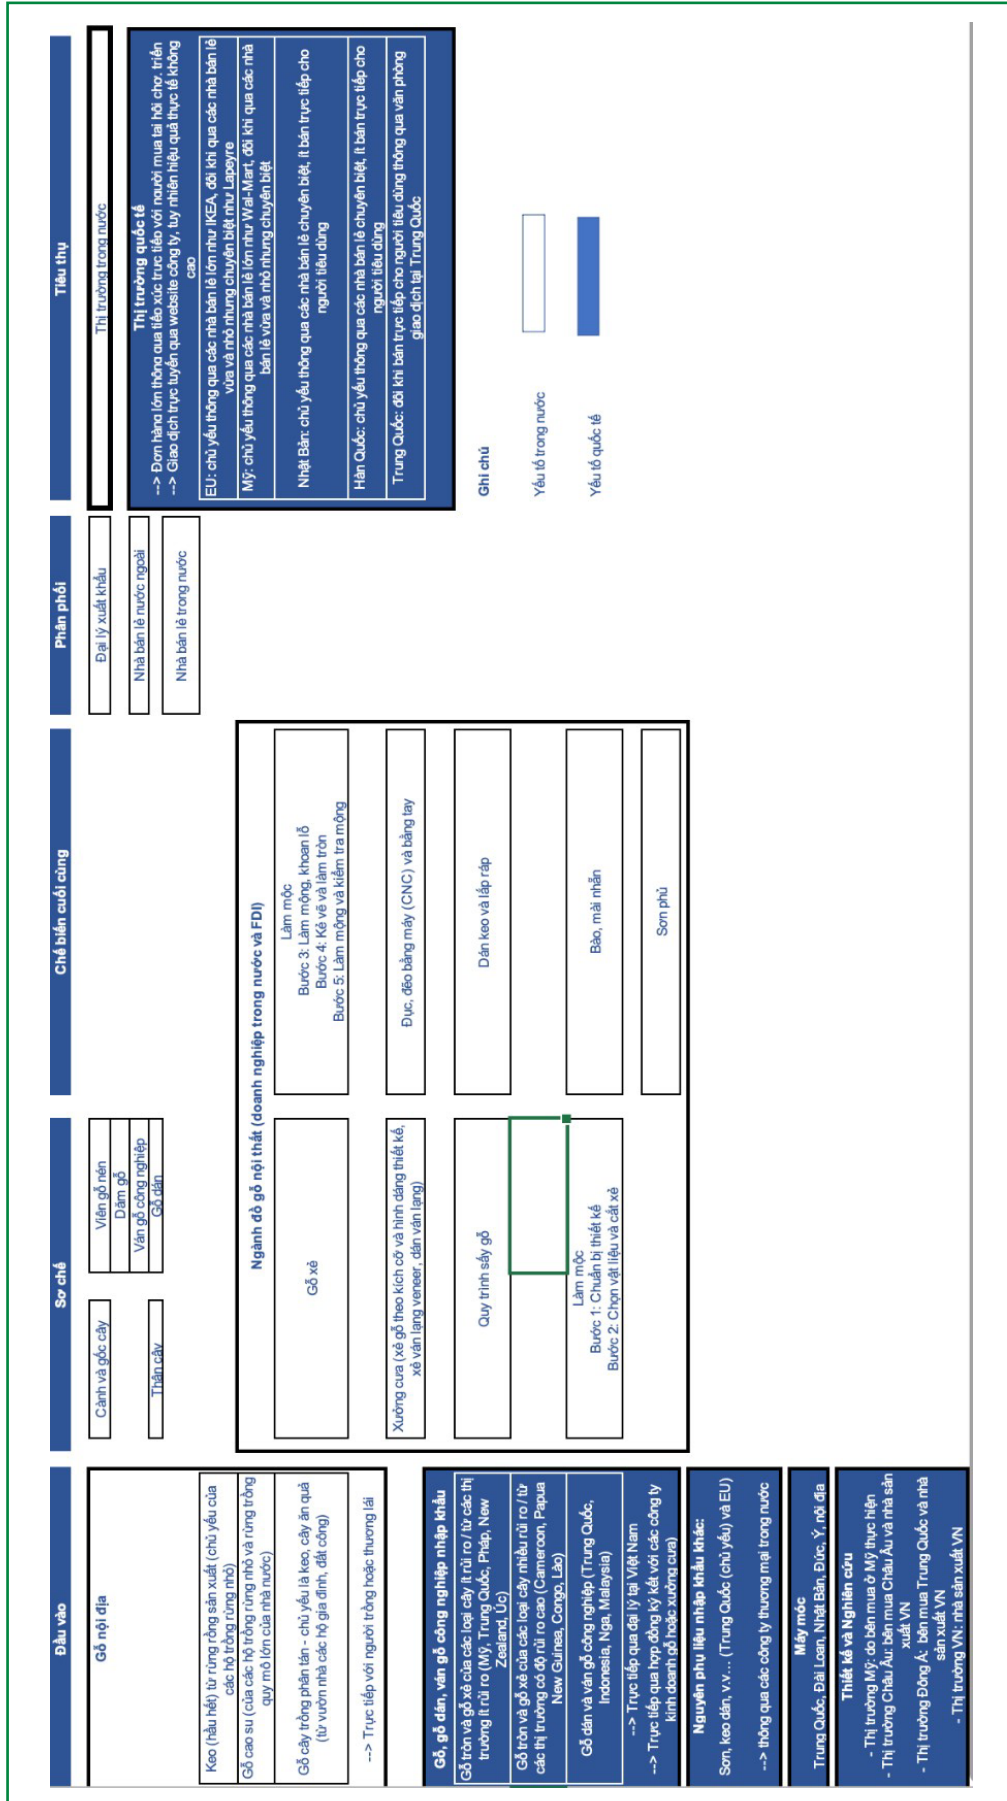 Đầu vào
Gỗ nội địa
Keo (hầu hết) từ rừng rồng sản xuất (chủ yếu của
các hộ trồng rừng nhỏ)
Gỗ cao su (của các hộ trồng rừng nhỏ và rừng trồng
quy mô lớn của nhà nước)
Gỗ cây trồng phân tán - chủ yếu là keo, cây ăn quả
(từ vườn nhà các hộ gia đình, đất công)
--> Trực tiếp với người trồng hoặc thương lái
Gỗ, gỗ dán, ván gỗ công nghiệp nhập khẩu
Gỗ tròn và gỗ xẻ của các loại cây ít rủi ro / từ các thị
trường ít rủi ro (Mỹ, Trung Quốc, Pháp, New
Zealand, Úc)
Gỗ tròn và gỗ xẻ của các loại cây nhiều rủi ro / từ
các thị trường có độ rủi ro cao (Cameroon, Papua
New Guinea, Congo, Lào)
Gỗ dán và ván gỗ công nghiệp (Trung Quốc,
Indonesia, Nga, Malaysia)
--> Trực tiếp qua đại lý tại Việt Nam
--> Trực tiếp qua hợp đồng ký kết với các công ty
kinh doanh gỗ hoặc xưởng cưa)
Nguyên phụ liệu nhập khẩu khác:
Sơn, keo dán, v.v... (Trung Quốc (chủ yếu) và EU)
--> thông qua các công ty thương mại trong nước
Máy móc
Trung Quốc, Đài Loan, Nhật Bản, Đức, Ý, nội địa
Thiết kế và Nghiên cứu
- Thị trường Mỹ: do bên mua ở Mỹ thực hiện
- Thị trường Châu Âu: bên mua Châu Âu và nhà sản
xuất VN
- Thị trường Đông Á: bên mua Trung Quốc và nhà
sản xuất VN
- Thị trường VN: nhà sản xuất VN
Sơ chế
Cành và gốc cây
Thân cây
Viên gỗ nén
Dăm gỗ
Ván gỗ công nghiệp
Gỗ dán
Ngành đồ gỗ nội thất (doanh nghiệp trong nước và FDI)
Gỗ xẻ
Xưởng cưa (xẻ gỗ theo kích cỡ và hình dáng thiết kế,
xẻ ván lạng veneer, dán ván lạng)
Quy trình sấy gỗ
Làm mộc
Bước 1: Chuẩn bị thiết kế
Bước 2: Chọn vật liệu và cắt xẻ
Chế biến cuối cùng
Làm mộc
Bước 3: Làm mộng, khoan lỗ
Bước 4: Kẻ vẽ và làm tròn
Bước 5: Làm mộng và kiểm tra mộng
Đục, đẽo bằng máy (CNC) và bằng tay
Dán keo và lắp ráp
Bào, mài nhẵn
Sơn phủ
Phân phối
Đại lý xuất khẩu
Nhà bán lẻ nước ngoài
Nhà bán lẻ trong nước
Tiêu thụ
Thị trường trong nước
Thị trường quốc tế
--> Đơn hàng lớn thông qua tiếp xúc trực tiếp với người mua tại hội chợ, triển
--> Giao dịch trực tuyến qua website công ty, tuy nhiên hiệu quả thực tế không
cao
EU: chủ yếu thông qua các nhà bán lẻ lớn như IKEA, đôi khi qua các nhà bán lẻ
vừa và nhỏ nhưng chuyên biệt như Lapeyre
Mỹ: chủ yếu thông qua các nhà bán lẻ lớn như Wal-Mart, đôi khi qua các nhà
bán lẻ vừa và nhỏ nhưng chuyên biệt
Nhật Bản: chủ yếu thông qua các nhà bán lẻ chuyên biệt, ít bán trực tiếp cho
người tiêu dùng
Hàn Quốc: chủ yếu thông qua các nhà bán lẻ chuyên biệt, ít bán trực tiếp cho
người tiêu dùng
Trung Quốc: đôi khi bán trực tiếp cho người tiêu dùng thông qua văn phòng
giao dịch tại Trung Quốc
Ghi chú
Yếu tố trong nước
Yếu tố quốc tế